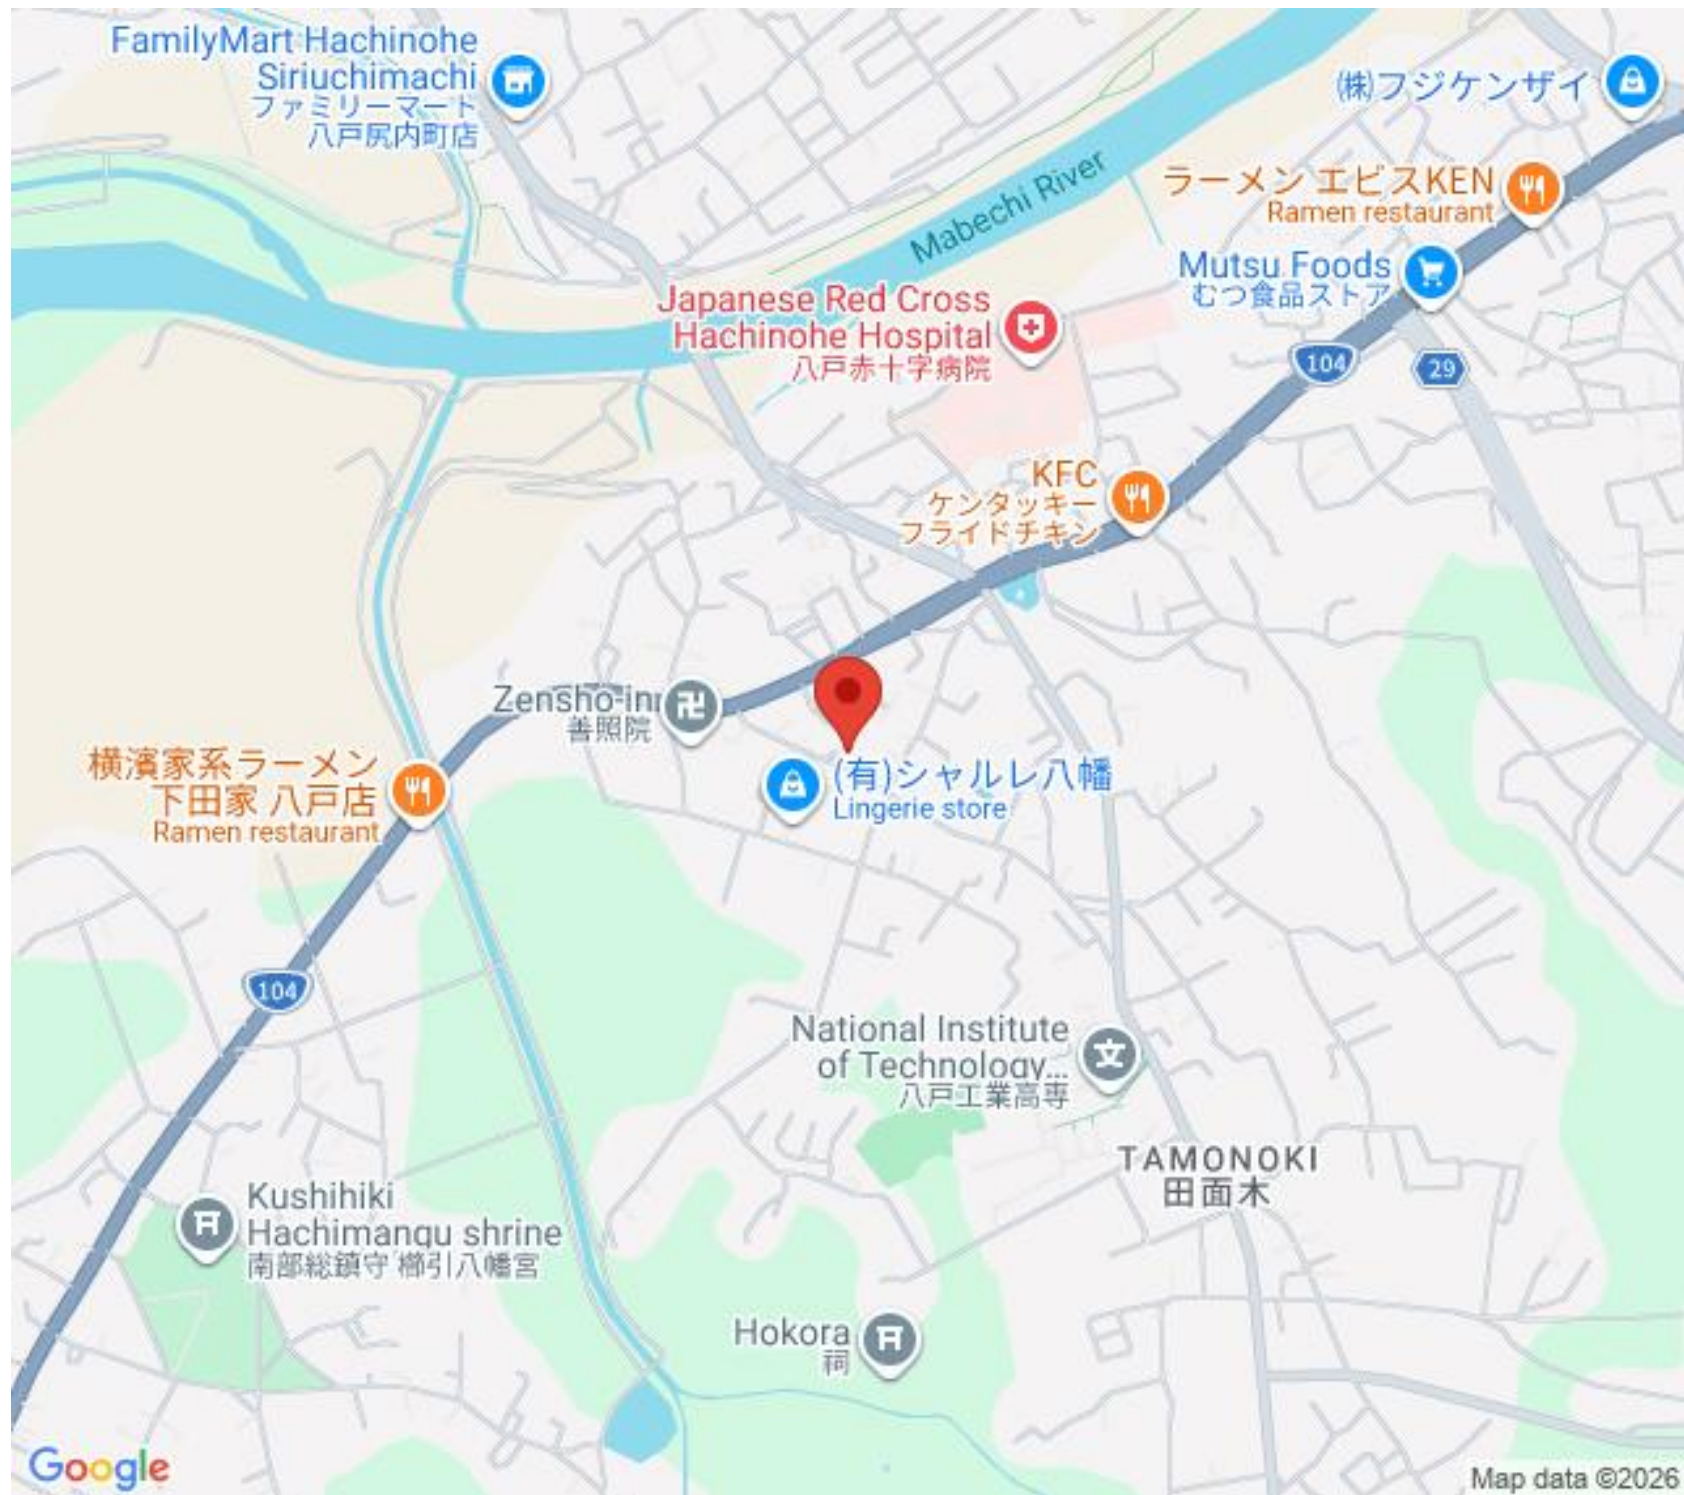 FamilyMart Hachinohe
Siriuchimachi
ファミリーマート
八戸尻内町店
(株)フジケンザイ
ラーメン エビスKEN
Ramen restaurant
Mabechi River
Mutsu Foods
むつ食品ストア
Japanese Red Cross
Hachinohe Hospital
八戸赤十字病院
104
29
KFC
ケンタッキー
フライドチキン
Zensho-in
善照院
卍
横濱家系ラーメン
下田家 八戸店
Ramen restaurant
(有)シャルレ八幡
Lingerie store
104
National Institute
of Technology...
八戸工業高専
文
TAMONOKI
田面木
Kushihiki
Hachimangu shrine
南部総鎮守 櫛引八幡宮
Hokora
祠
Google
Map data ©2026